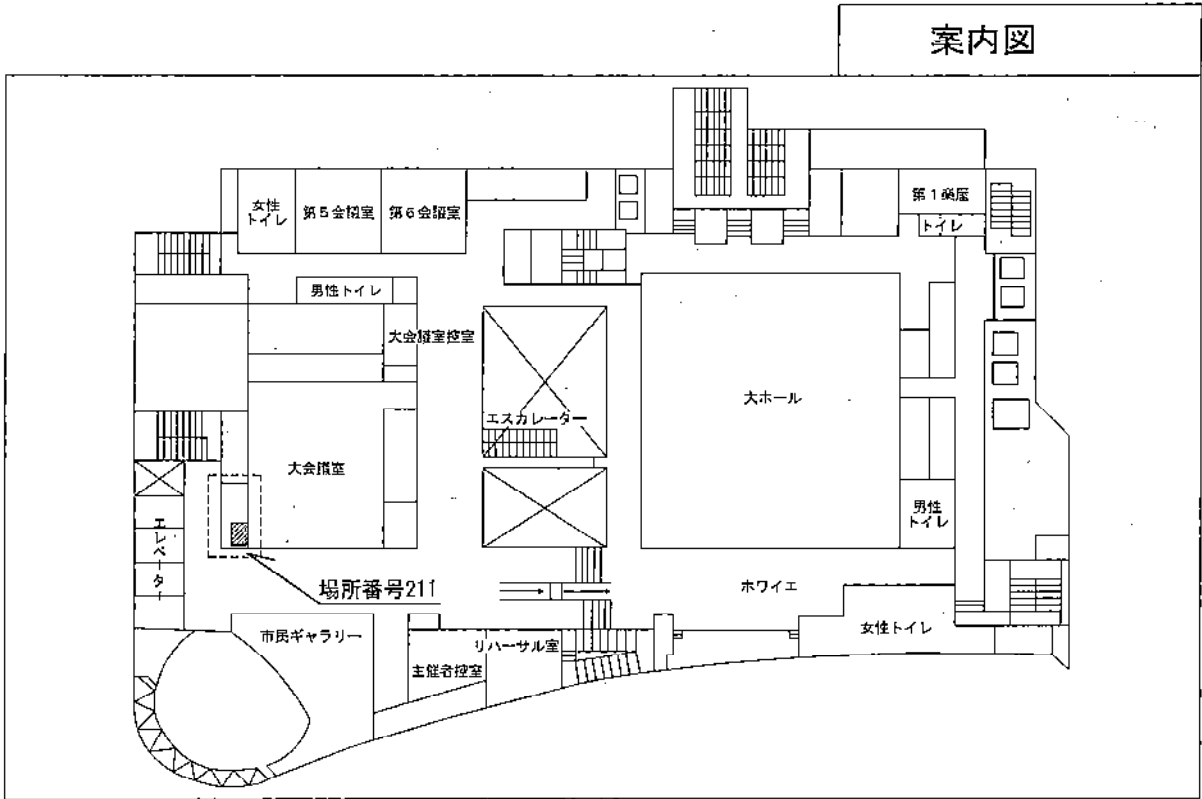 案内図
第1楽屋
トイレ
女性
トイレ
第5会議室
第6会議室
男性トイレ
大会議室控室
エスカレーター
大ホール
大会議室
男性
トイレ
エレベーター
場所番号211
ホワイエ
市民ギャラリー
リハーサル室
女性トイレ
主催者控室